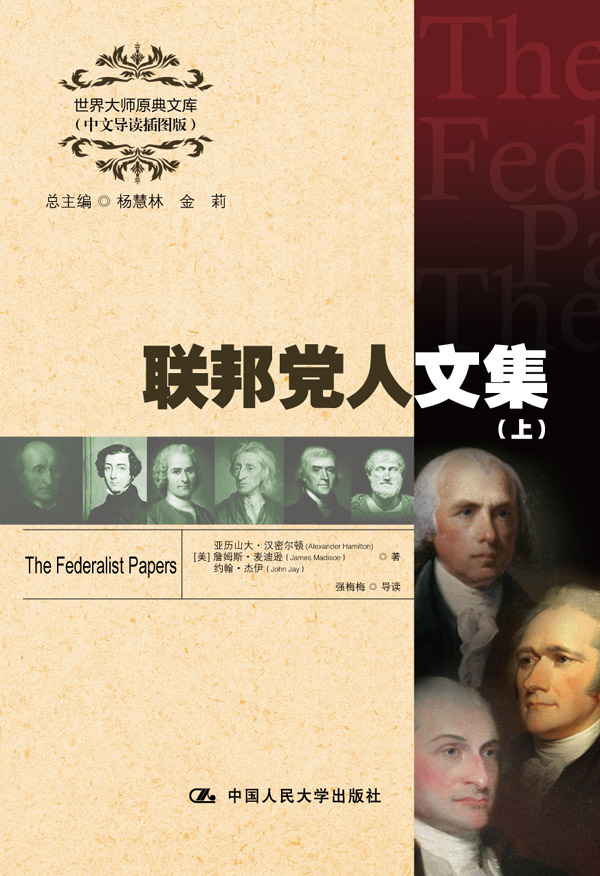 世界大师原典文库
（中文导读插图版）
总主编 ◎ 杨慧林 金 莉
The
Fed
Pa
The
联邦党人文集
（上）
The Federalist Papers
亚历山大·汉密尔顿(Alexander Hamilton)
[美] 詹姆斯·麦迪逊（James Madison） ◎ 著
约翰·杰伊（John Jay）
强梅梅 ◎ 导读
中国人民大学出版社